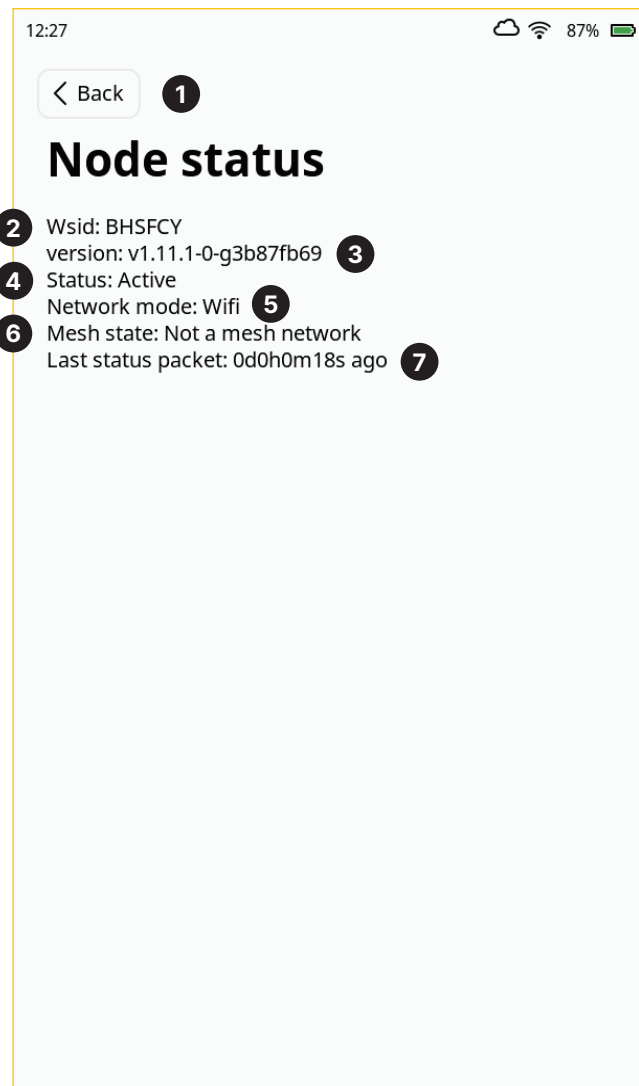 12:27 87%
Back 1
Node status
2 Wsid: BHSFCY
version: v1.11.1-0-g3b87fb69 3
4 Status: Active
Network mode: Wifi 5
6 Mesh state: Not a mesh network
Last status packet: 0d0h0m18s ago 7